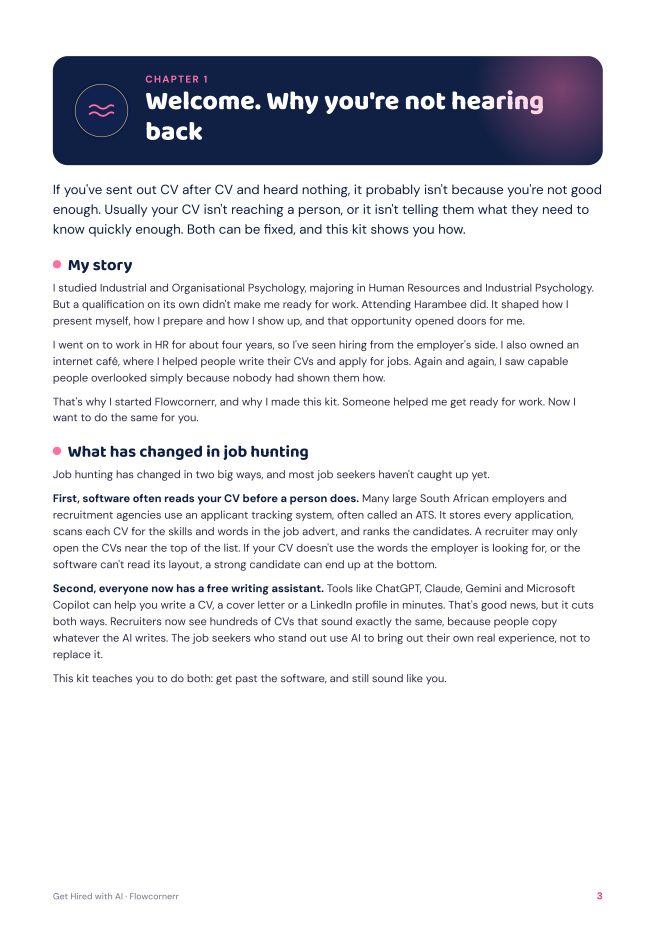 CHAPTER 1
Welcome. Why you're not hearing
back
If you've sent out CV after CV and heard nothing, it probably isn't because you're not good
enough. Usually your CV isn't reaching a person, or it isn't telling them what they need to
know quickly enough. Both can be fixed, and this kit shows you how.
My story
I studied Industrial and Organisational Psychology, majoring in Human Resources and Industrial Psychology.
But a qualification on its own didn't make me ready for work. Attending Harambee did. It shaped how I
present myself, how I prepare and how I show up, and that opportunity opened doors for me.
I went on to work in HR for about four years, so I've seen hiring from the employer's side. I also owned an
internet café, where I helped people write their CVs and apply for jobs. Again and again, I saw capable
people overlooked simply because nobody had shown them how.
That's why I started Flowcornerr, and why I made this kit. Someone helped me get ready for work. Now I
want to do the same for you.
What has changed in job hunting
Job hunting has changed in two big ways, and most job seekers haven't caught up yet.
First, software often reads your CV before a person does. Many large South African employers and
recruitment agencies use an applicant tracking system, often called an ATS. It stores every application,
scans each CV for the skills and words in the job advert, and ranks the candidates. A recruiter may only
open the CVs near the top of the list. If your CV doesn't use the words the employer is looking for, or the
software can't read its layout, a strong candidate can end up at the bottom.
Second, everyone now has a free writing assistant. Tools like ChatGPT, Claude, Gemini and Microsoft
Copilot can help you write a CV, a cover letter or a LinkedIn profile in minutes. That's good news, but it cuts
both ways. Recruiters now see hundreds of CVs that sound exactly the same, because people copy
whatever the AI writes. The job seekers who stand out use AI to bring out their own real experience, not to
replace it.
This kit teaches you to do both: get past the software, and still sound like you.
Get Hired with AI · Flowcornerr
3